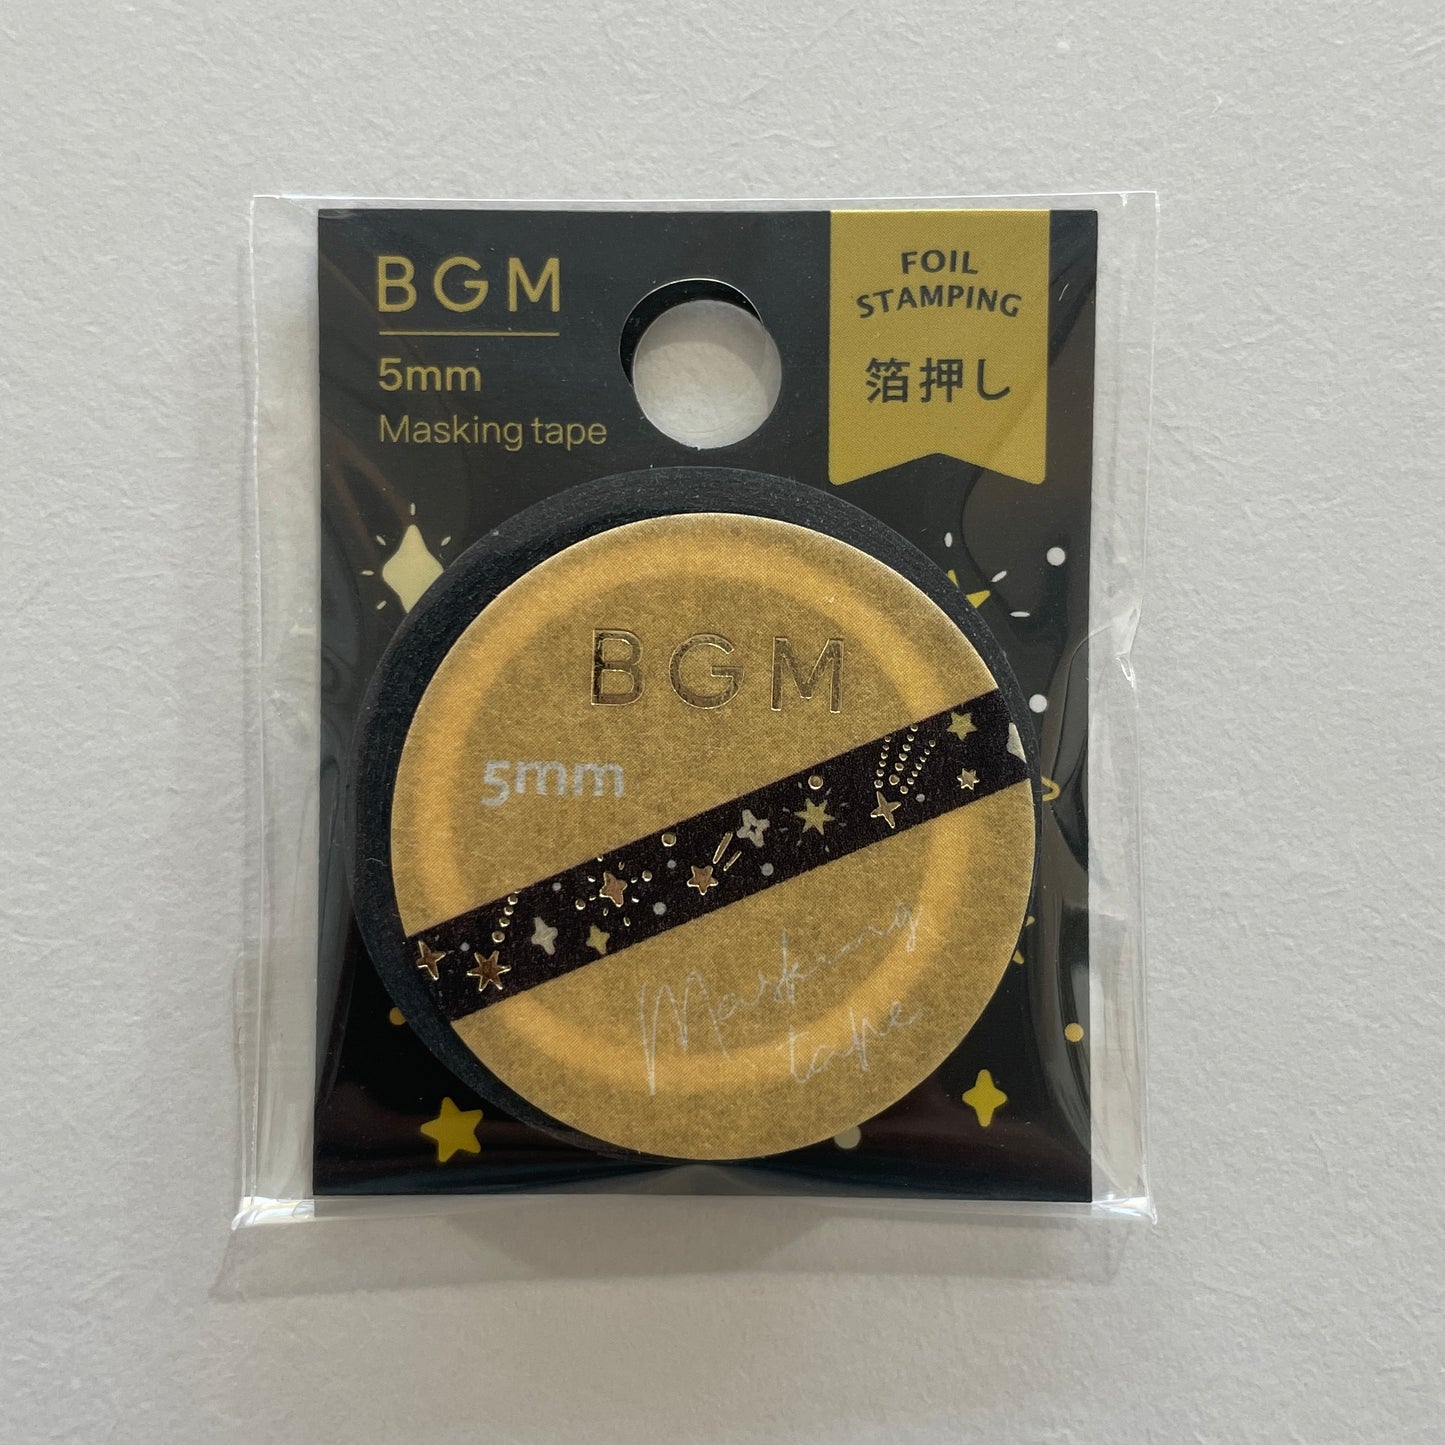 BGM
5mm
Masking tape
FOIL
STAMPING
箔押し
BGM
5mm
Masking
tape